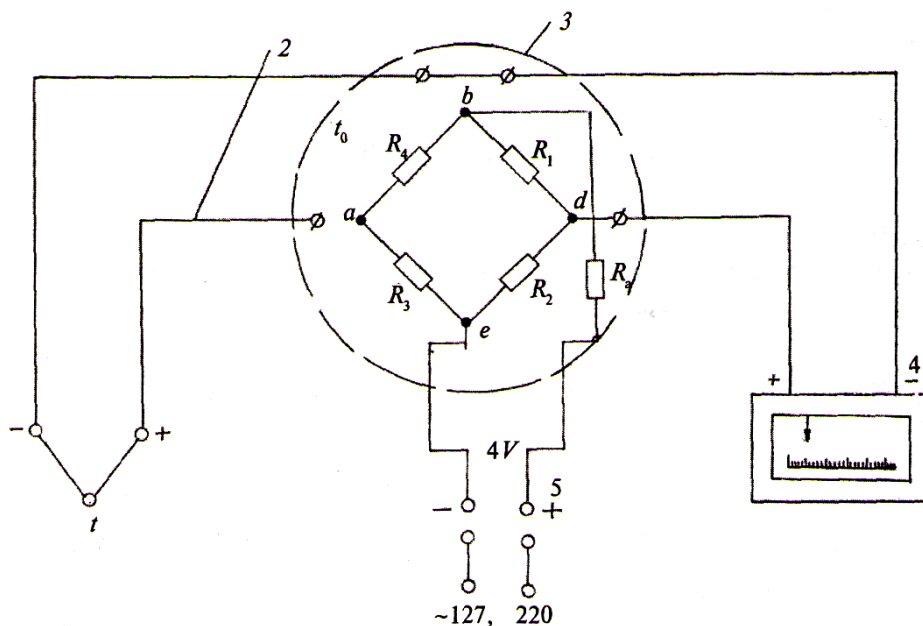 2
3
b
t₀
R₄
R₁
a
d
R₃
R₂
Rₐ
e
+
4
−
−
+
t
4V
5
−
+
~127, 220